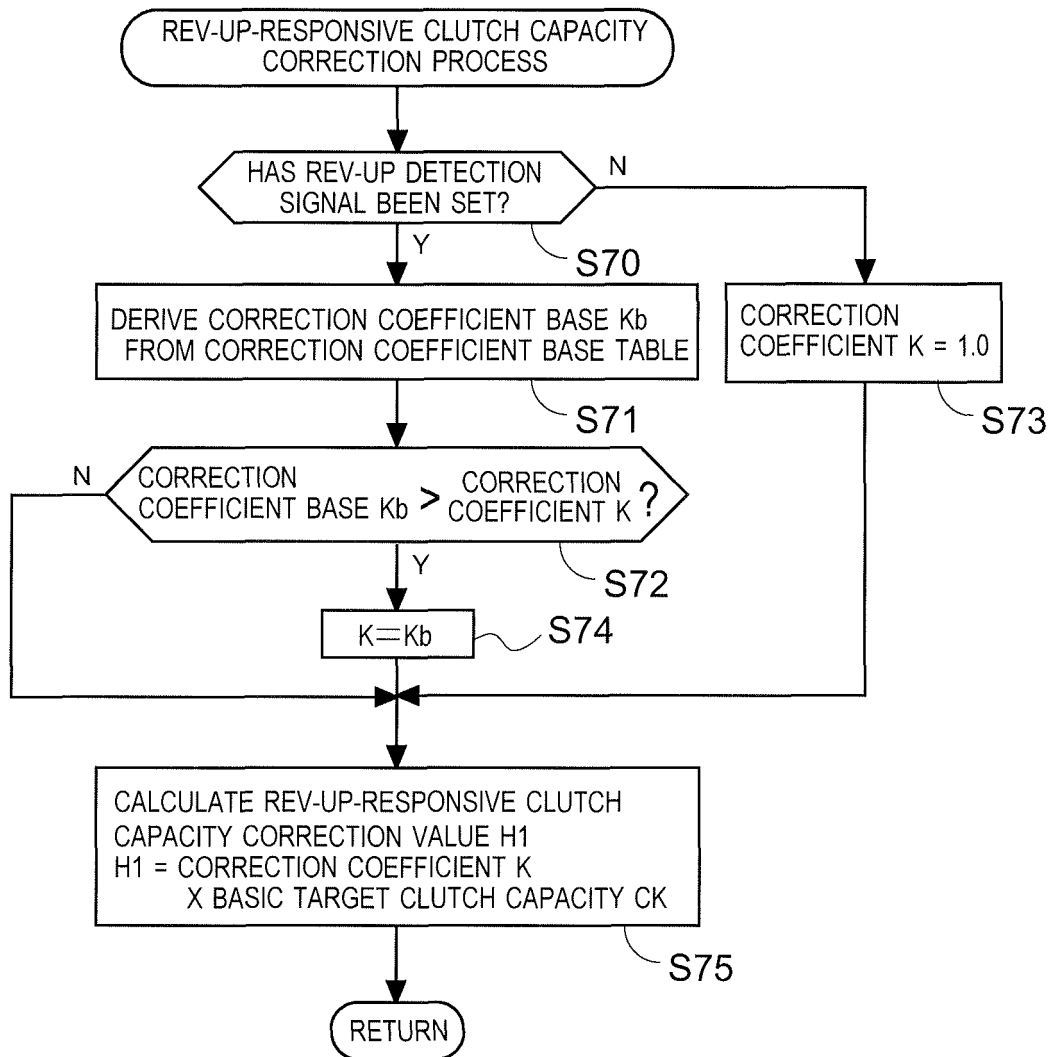 REV-UP-RESPONSIVE CLUTCH CAPACITY
CORRECTION PROCESS
HAS REV-UP DETECTION
SIGNAL BEEN SET?
N
Y
S70
DERIVE CORRECTION COEFFICIENT BASE Kb
FROM CORRECTION COEFFICIENT BASE TABLE
S71
CORRECTION
COEFFICIENT K = 1.0
S73
N
CORRECTION
COEFFICIENT BASE Kb > CORRECTION
COEFFICIENT K ?
S72
Y
K=Kb
S74
CALCULATE REV-UP-RESPONSIVE CLUTCH
CAPACITY CORRECTION VALUE H1
H1 = CORRECTION COEFFICIENT K
X BASIC TARGET CLUTCH CAPACITY CK
S75
RETURN